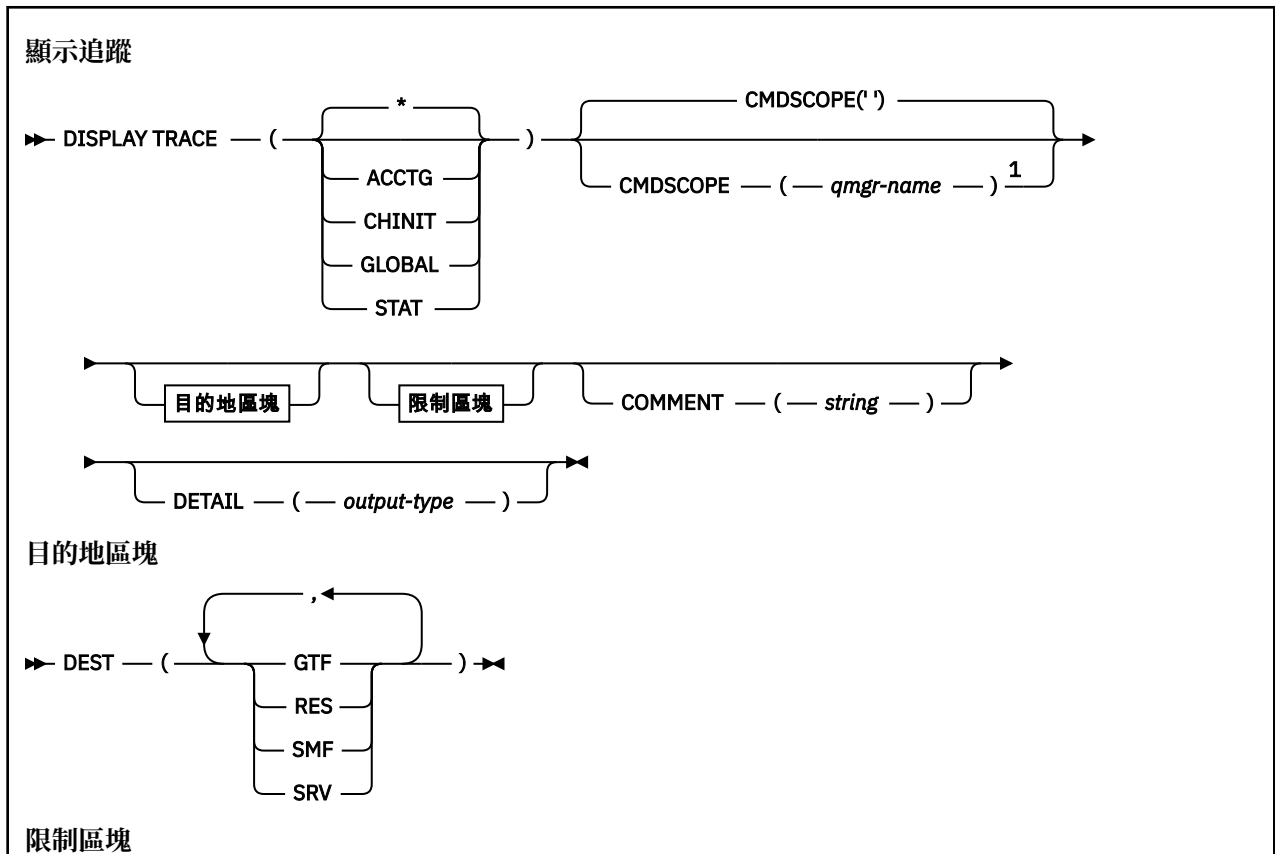 顯示追蹤
*
CMDSCOPE(' ')
DISPLAY TRACE ( )
ACCTG
CMDSCOPE ( qmgr-name ) 1
CHINIT
GLOBAL
STAT
目的地區塊 限制區塊 COMMENT ( string )
DETAIL ( output-type )
目的地區塊
,
DEST ( GTF )
RES
SMF
SRV
限制區塊